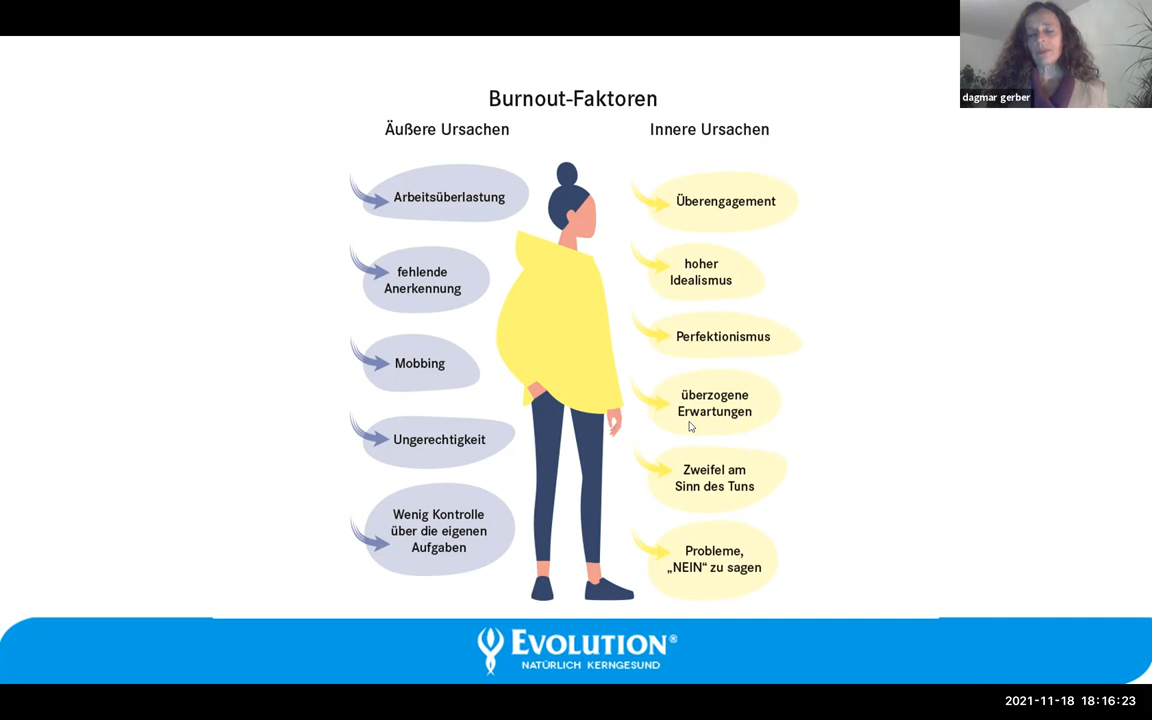 dagmar gerber
Burnout-Faktoren
Äußere Ursachen
Arbeitsüberlastung
fehlende
Anerkennung
Mobbing
Ungerechtigkeit
Wenig Kontrolle
über die eigenen
Aufgaben
Innere Ursachen
Überengagement
hoher
Idealismus
Perfektionismus
überzogene
Erwartungen
Zweifel am
Sinn des Tuns
Probleme,
„NEIN“ zu sagen
EVOLUTION®
NATÜRLICH KERNGESUND
2021-11-18 18:16:23